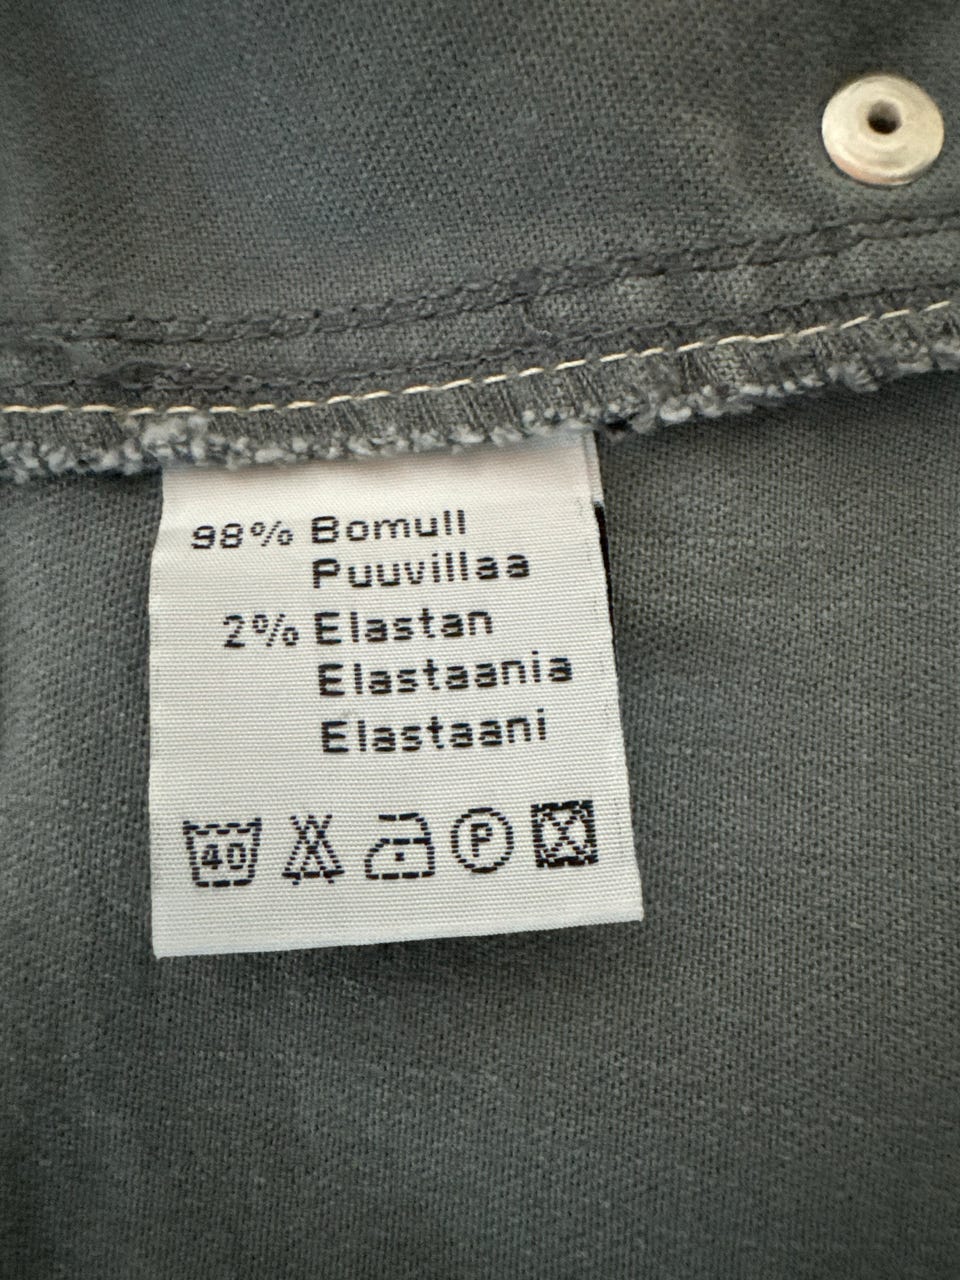 98% Bomull
Puuvillaa
2% Elastan
Elastaania
Elastaani
40 P